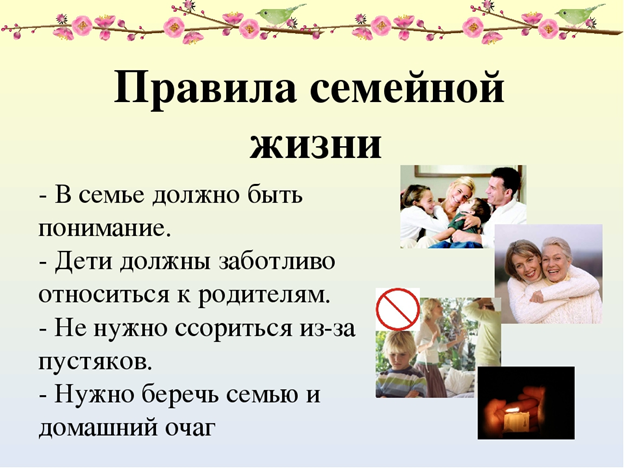 Правила семейной
жизни
- В семье должно быть
понимание.
- Дети должны заботливо
относиться к родителям.
- Не нужно ссориться из-за
пустяков.
- Нужно беречь семью и
домашний очаг